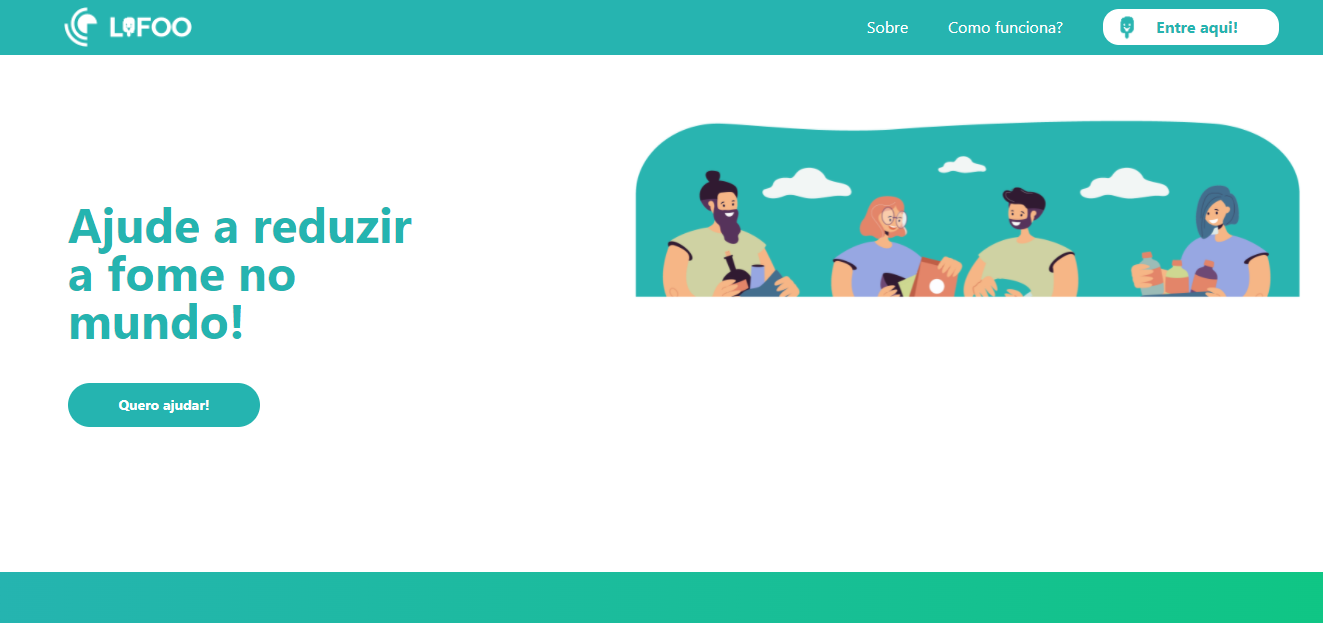 LIFOO
Sobre
Como funciona?
Entre aqui!
Ajude a reduzir
a fome no
mundo!
Quero ajudar!